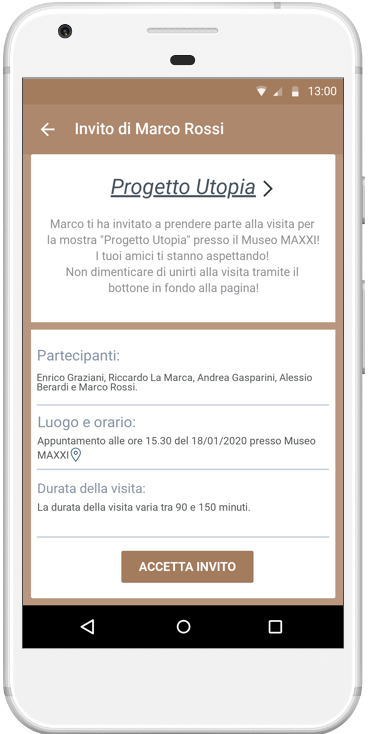 13:00
Invito di Marco Rossi
Progetto Utopia
Marco ti ha invitato a prendere parte alla visita per
la mostra "Progetto Utopia" presso il Museo MAXXI!
I tuoi amici ti stanno aspettando!
Non dimenticare di unirti alla visita tramite il
bottone in fondo alla pagina!
Partecipanti:
Enrico Graziani, Riccardo La Marca, Andrea Gasparini, Alessio
Berardi e Marco Rossi.
Luogo e orario:
Appuntamento alle ore 15.30 del 18/01/2020 presso Museo
MAXXI
Durata della visita:
La durata della visita varia tra 90 e 150 minuti.
ACCETTA INVITO